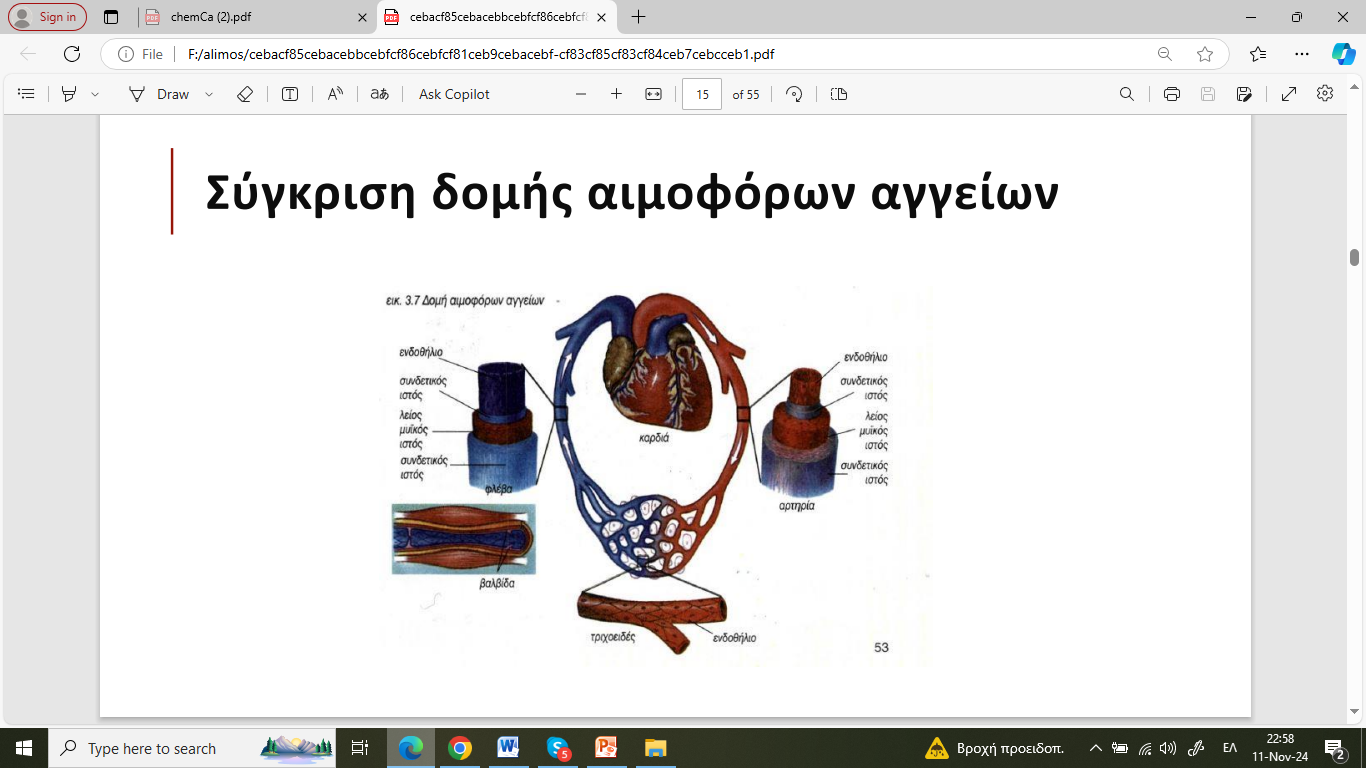 Sign in
chemCa (2).pdf
cebacf85cebacebbcebfcf86cebfcf8
File
F:/alimos/cebacf85cebacebbcebfcf86cebfcf81ceb9cebacebf-cf83cf85cf83cf84ceb7cebcceb1.pdf
Draw
Ask Copilot
15
of 55
Σύγκριση δομής αιμοφόρων αγγείων
εικ. 3.7 Δομή αιμοφόρων αγγείων
ενδοθήλιο
συνδετικός
ιστός
λείος
μυϊκός
ιστός
συνδετικός
ιστός
φλέβα
βαλβίδα
καρδιά
ενδοθήλιο
συνδετικός
ιστός
λείος
μυϊκός
ιστός
συνδετικός
ιστός
αρτηρία
τριχοειδές
ενδοθήλιο
53
Type here to search
5
Βροχή προειδοπ.
ΕΛ
22:58
11-Nov-24
2